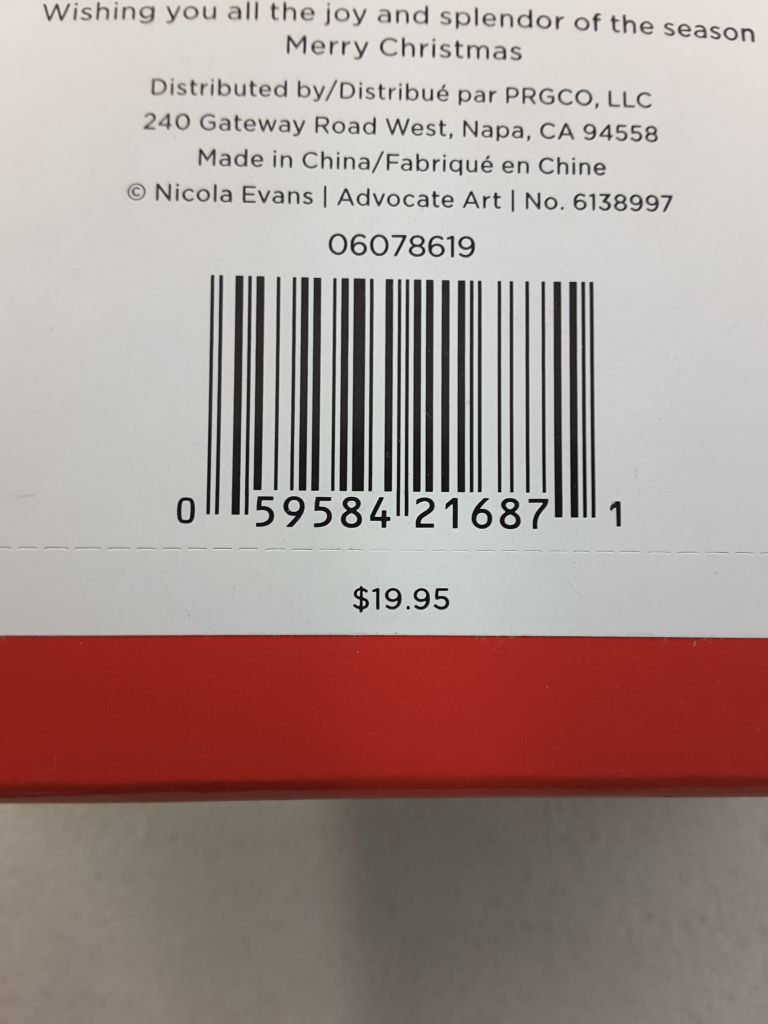 Wishing you all the joy and splendor of the season
Merry Christmas
Distributed by/Distribué par PRGCO, LLC
240 Gateway Road West, Napa, CA 94558
Made in China/Fabriqué en Chine
© Nicola Evans | Advocate Art | No. 6138997
06078619
0 59584 21687 1
$19.95